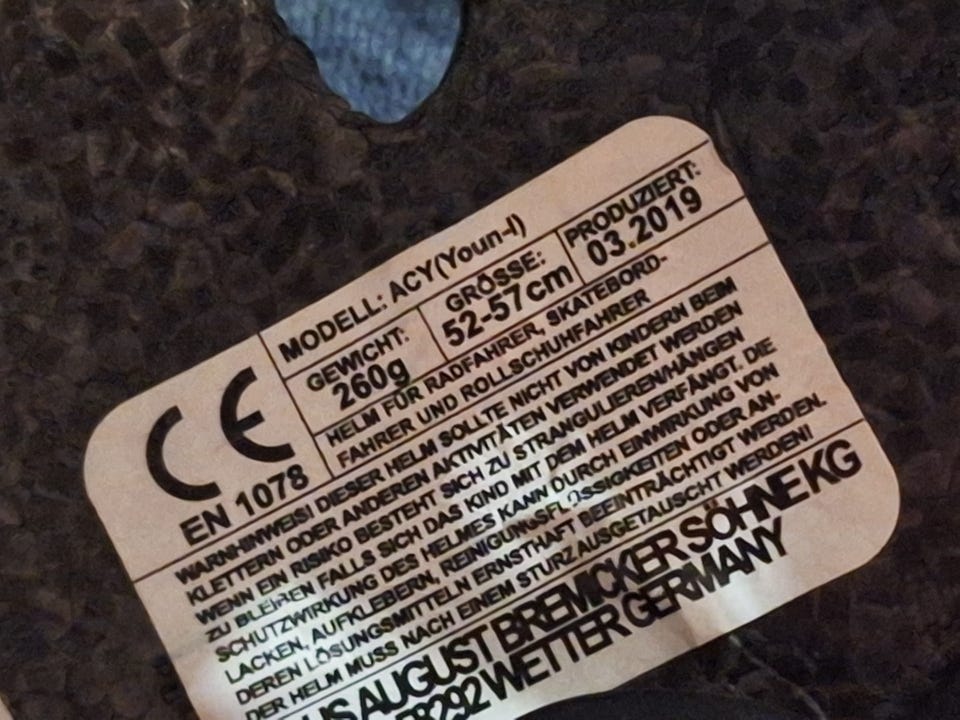 MODELL: ACY(Youn-I)
GEWICHT:
260g
GRÖSSE:
52-57cm
PRODUZIERT:
03.2019
HELM FÜR RADFAHRER, SKATEBORD-
FAHRER UND ROLLSCHUHFAHRER
CE
EN 1078
WARNHINWEIS! DIESER HELM SOLLTE NICHT VON KINDERN BEIM
KLETTERN ODER ANDEREN AKTIVITÄTEN VERWENDET WERDEN
WENN EIN RISIKO BESTEHT SICH ZU STRANGULIEREN/HÄNGEN
ZU BLEIBEN FALLS SICH DAS KIND MIT DEM HELM VERFÄNGT. DIE
SCHUTZWIRKUNG DES HELMES KANN DURCH EINWIRKUNG VON
LACKEN, AUFKLEBERN, REINIGUNGSFLÜSSIGKEITEN ODER AN-
DEREN LÖSUNGSMITTELN ERNSTHAFT BEEINTRÄCHTIGT WERDEN.
DER HELM MUSS NACH EINEM STURZ AUSGETAUSCHT WERDEN!
AUGUST BREMICKER SÖHNE KG
58292 WETTER GERMANY